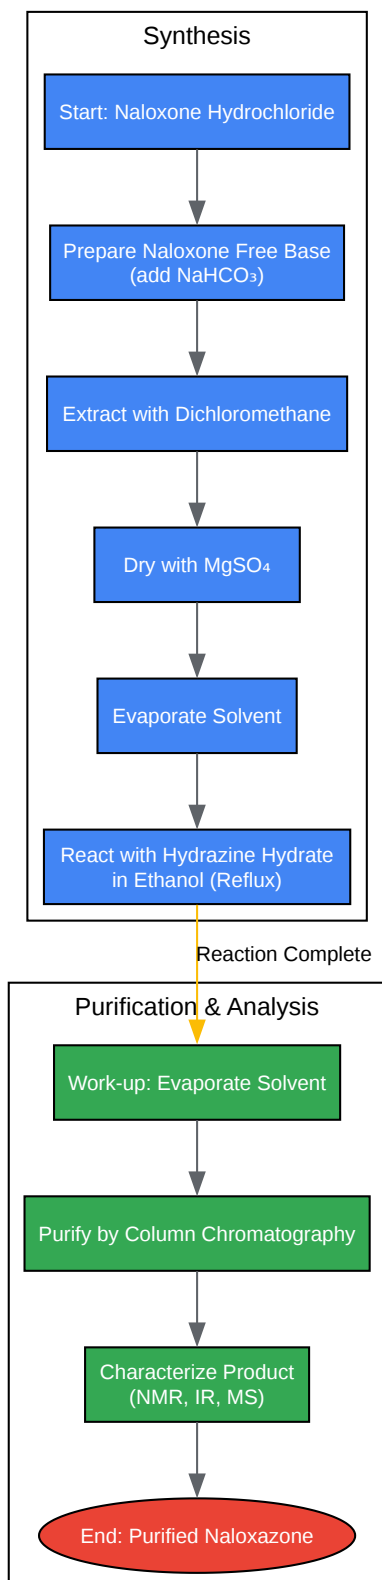 Synthesis
Start: Naloxone Hydrochloride
Prepare Naloxone Free Base
(add NaHCO₃)
Extract with Dichloromethane
Dry with MgSO₄
Evaporate Solvent
React with Hydrazine Hydrate
in Ethanol (Reflux)
Reaction Complete
Purification & Analysis
Work-up: Evaporate Solvent
Purify by Column Chromatography
Characterize Product
(NMR, IR, MS)
End: Purified Naloxazone